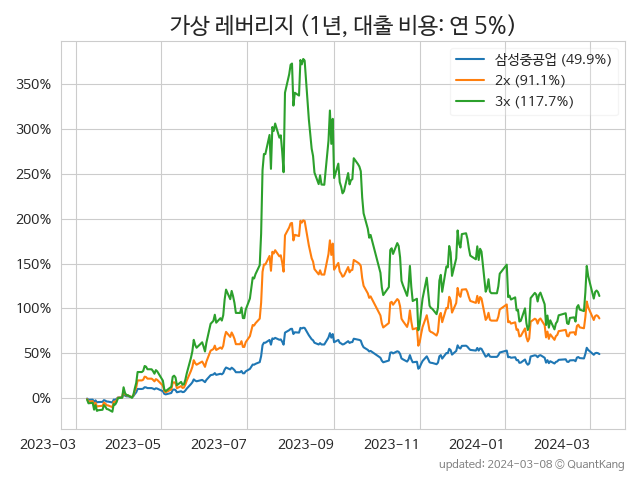 가상 레버리지 (1년, 대출 비용: 연 5%)
삼성중공업 (49.9%)
2x (91.1%)
3x (117.7%)
350%
300%
250%
200%
150%
100%
50%
0%
2023-03 2023-05 2023-07 2023-09 2023-11 2024-01 2024-03
updated: 2024-03-08 © QuantKang